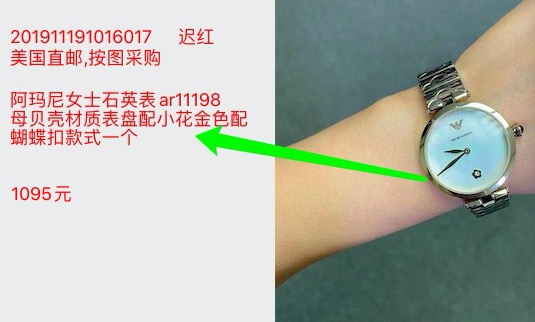 201911191016017 迟红
美国直邮,按图采购
阿玛尼女士石英表ar11198
母贝壳材质表盘配小花金色配
蝴蝶扣款式一个
1095元
EMPORIO ARMANI